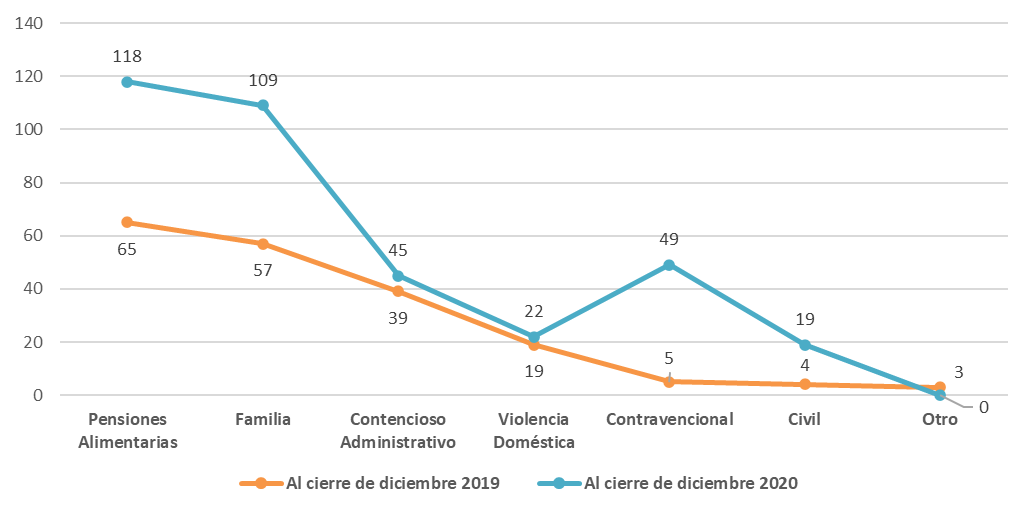 140
120
100
80
60
40
20
0
118
109
45
22
49
19
0
65
57
39
19
5
4
3
Pensiones
Alimentarias
Familia
Contencioso
Administrativo
Violencia
Doméstica
Contravencional
Civil
Otro
Al cierre de diciembre 2019
Al cierre de diciembre 2020